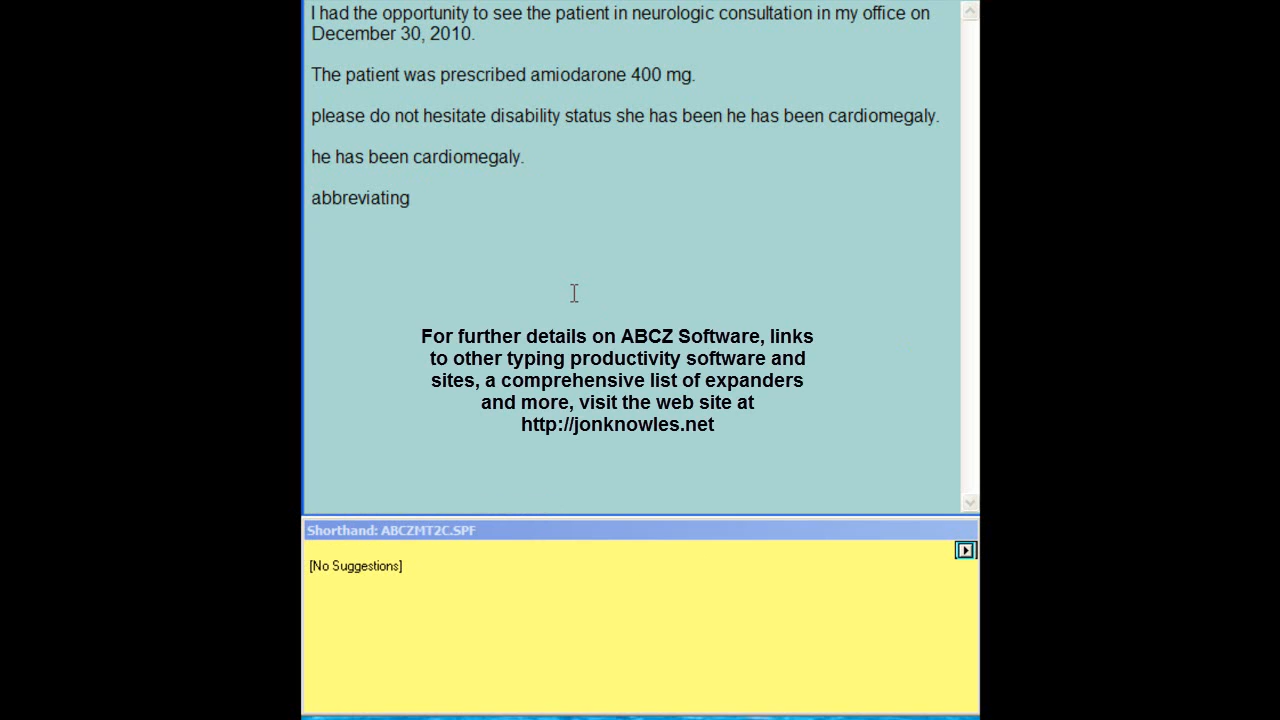 I had the opportunity to see the patient in neurologic consultation in my office on
December 30, 2010.
The patient was prescribed amiodarone 400 mg.
please do not hesitate disability status she has been he has been cardiomegaly.
he has been cardiomegaly.
abbreviating
For further details on ABCZ Software, links
to other typing productivity software and
sites, a comprehensive list of expanders
and more, visit the web site at
http://jonknowles.net
Shorthand: ABCZMT2C.SPF
[No Suggestions]